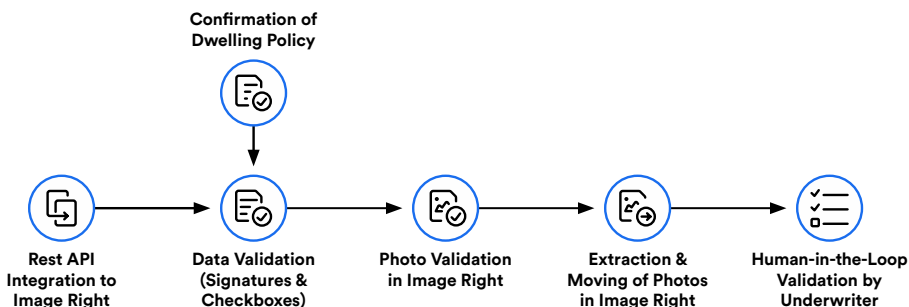 Confirmation of
Dwelling Policy
Rest API
Integration to
Image Right
Data Validation
(Signatures &
Checkboxes)
Photo Validation
in Image Right
Extraction &
Moving of Photos
in Image Right
Human-in-the-Loop
Validation by
Underwriter